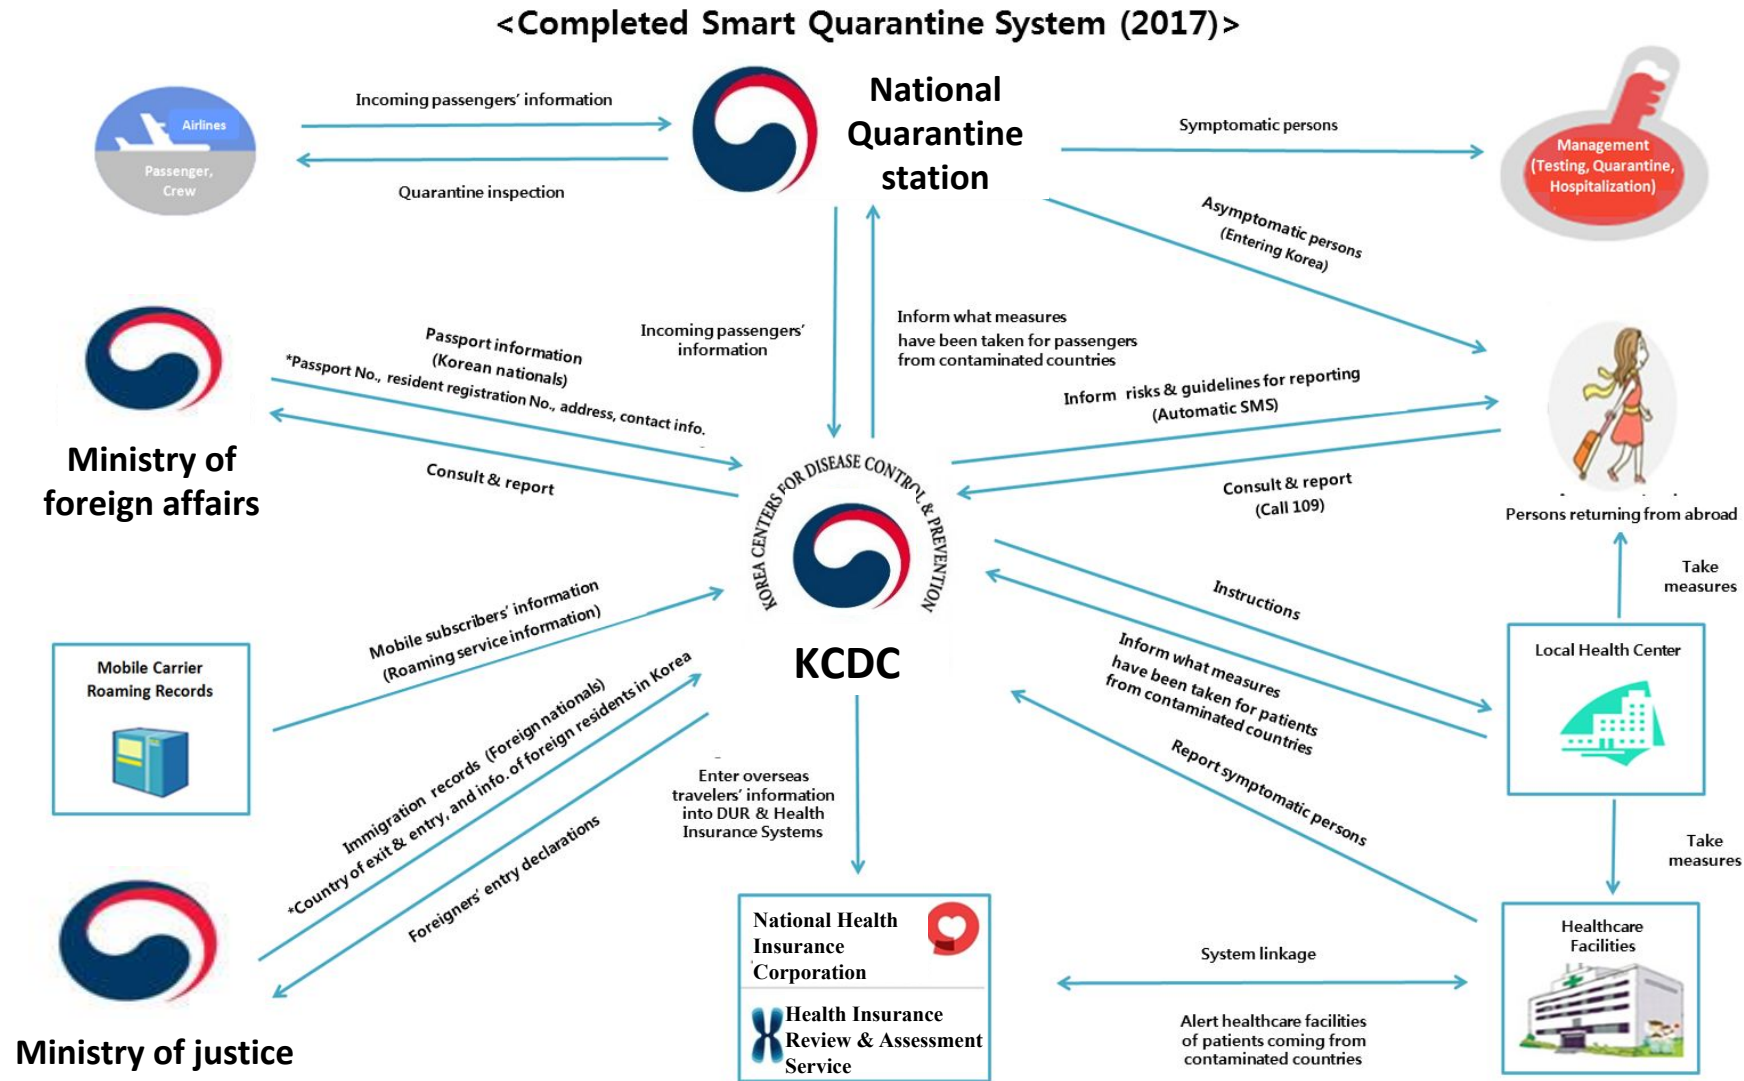 <Completed Smart Quarantine System (2017)>
Airlines
Passenger,
Crew
Incoming passengers' information
Quarantine inspection
National
Quarantine
station
Symptomatic persons
Management
(Testing, Quarantine,
Hospitalization)
Asymptomatic persons
(Entering Korea)
Ministry of
foreign affairs
Passport information
(Korean nationals)
*Passport No., resident registration No., address, contact info.
Consult & report
Incoming passengers'
information
Inform what measures
have been taken for passengers
from contaminated countries
Inform risks & guidelines for reporting
(Automatic SMS)
Consult & report
(Call 109)
Persons returning from abroad
Take
measures
KOREA CENTERS FOR DISEASE CONTROL & PREVENTION
KCDC
Mobile Carrier
Roaming Records
Mobile subscribers' information
(Roaming service information)
Instructions
Inform what measures
have been taken for patients
from contaminated countries
Report symptomatic persons
Local Health Center
Take
measures
Immigration records (Foreign nationals)
*Country of exit & entry, and info. of foreign residents in Korea
Foreigners' entry declarations
Ministry of justice
Enter overseas
travelers' information
into DUR & Health
Insurance Systems
National Health
Insurance
Corporation
Health Insurance
Review & Assessment
Service
System linkage
Alert healthcare facilities
of patients coming from
contaminated countries
Healthcare
Facilities